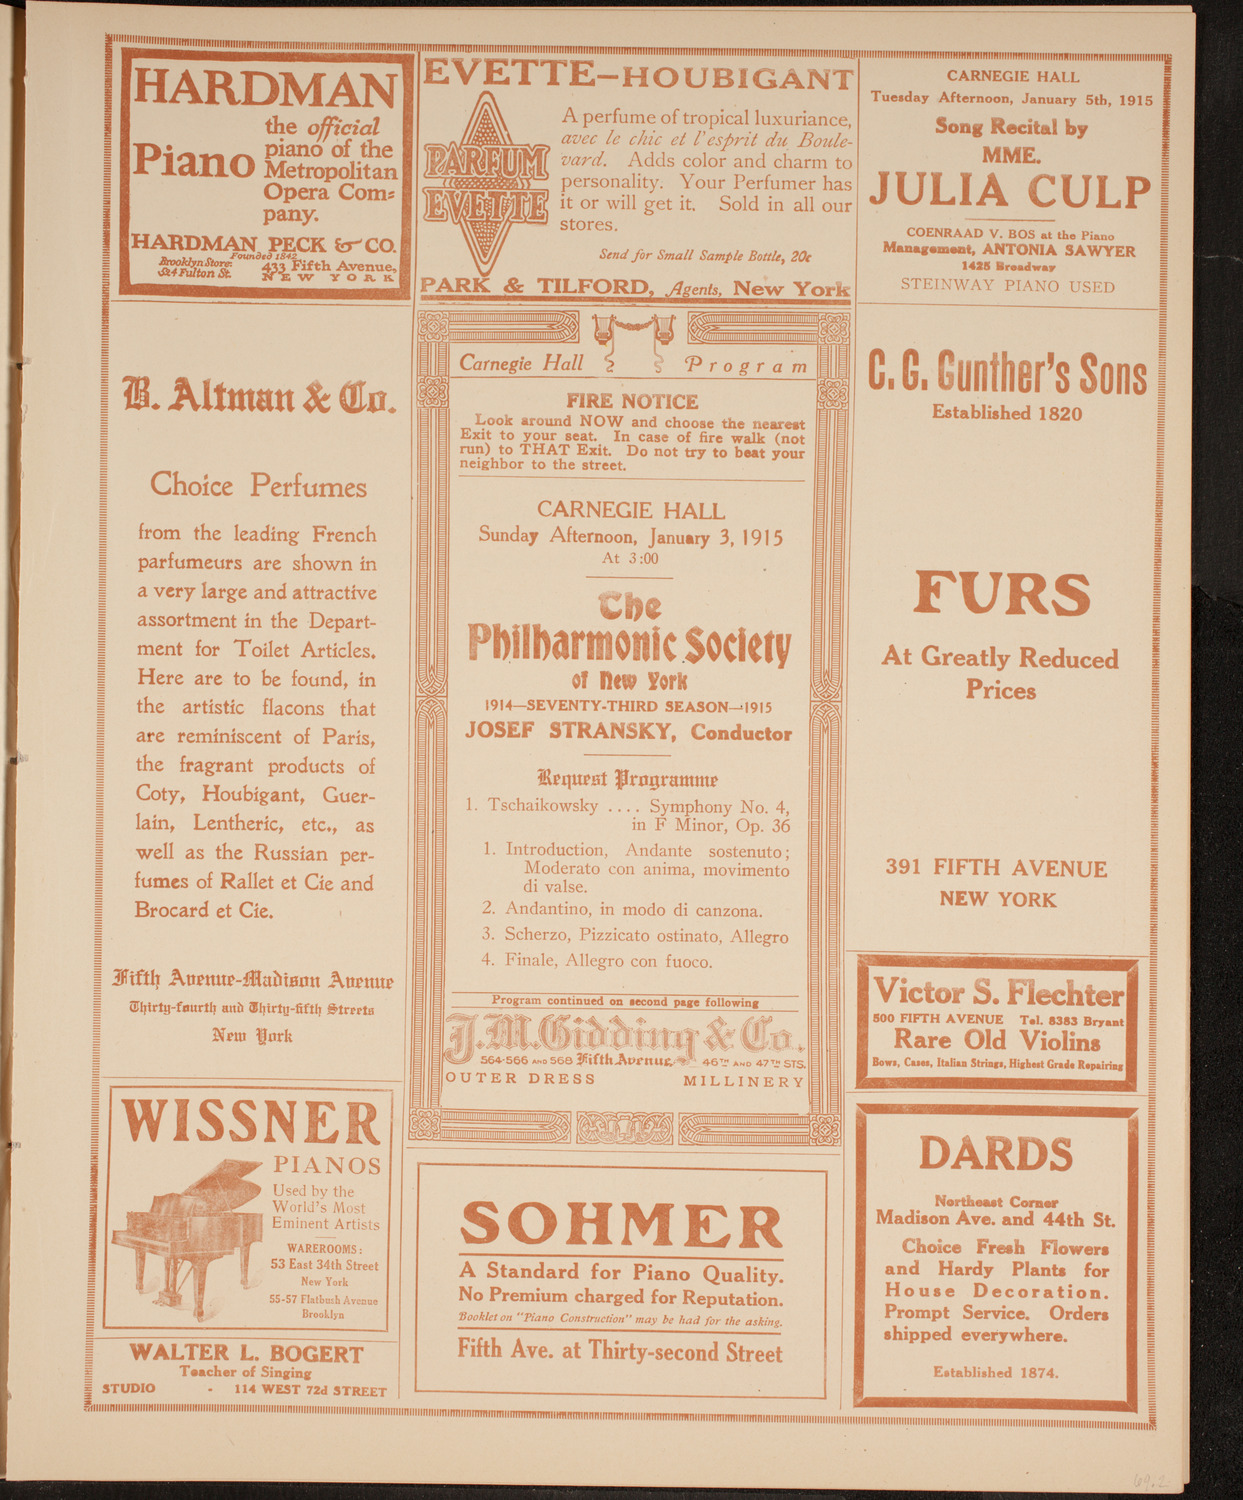 HARDMAN
Piano
the official
piano of the
Metropolitan
Opera Com-
pany.
HARDMAN, PECK & CO.
Founded 1842
Brooklyn Store:
524 Fulton St.
433 Fifth Avenue,
NEW YORK
EVETTE-HOUBIGANT
PARFUM
EVETTE
A perfume of tropical luxuriance,
avec le chic et l'esprit du Boule-
vard. Adds color and charm to
personality. Your Perfumer has
it or will get it. Sold in all our
stores.
Send for Small Sample Bottle, 20c
PARK & TILFORD, Agents, New York
CARNEGIE HALL
Tuesday Afternoon, January 5th, 1915
Song Recital by
MME.
JULIA CULP
COENRAAD V. BOS at the Piano
Management, ANTONIA SAWYER
1425 Broadway
STEINWAY PIANO USED
B. Altman & Co.
Choice Perfumes
from the leading French
parfumeurs are shown in
a very large and attractive
assortment in the Depart-
ment for Toilet Articles.
Here are to be found, in
the artistic flacons that
are reminiscent of Paris,
the fragrant products of
Coty, Houbigant, Guer-
lain, Lentheric, etc., as
well as the Russian per-
fumes of Rallet et Cie and
Brocard et Cie.
Fifth Avenue-Madison Avenue
Thirty-fourth and Thirty-fifth Streets
New York
WISSNER
PIANOS
Used by the
World's Most
Eminent Artists
WAREROOMS:
53 East 34th Street
New York
55-57 Flatbush Avenue
Brooklyn
WALTER L. BOGERT
Teacher of Singing
STUDIO - 114 WEST 72d STREET
Carnegie Hall Program
FIRE NOTICE
Look around NOW and choose the nearest
Exit to your seat. In case of fire walk (not
run) to THAT Exit. Do not try to beat your
neighbor to the street.
CARNEGIE HALL
Sunday Afternoon, January 3, 1915
At 3:00
The
Philharmonic Society
of New York
1914—SEVENTY-THIRD SEASON—1915
JOSEF STRANSKY, Conductor
Request Programme
1. Tschaikowsky .... Symphony No. 4,
in F Minor, Op. 36
1. Introduction, Andante sostenuto;
Moderato con anima, movimento
di valse.
2. Andantino, in modo di canzona.
3. Scherzo, Pizzicato ostinato, Allegro
4. Finale, Allegro con fuoco.
Program continued on second page following
J.M. Gidding & Co.
564-566 AND 568 Fifth Avenue, 46TH AND 47TH STS.
OUTER DRESS MILLINERY
SOHMER
A Standard for Piano Quality.
No Premium charged for Reputation.
Booklet on "Piano Construction" may be had for the asking.
Fifth Ave. at Thirty-second Street
C. G. Gunther's Sons
Established 1820
FURS
At Greatly Reduced
Prices
391 FIFTH AVENUE
NEW YORK
Victor S. Flechter
500 FIFTH AVENUE Tel. 8383 Bryant
Rare Old Violins
Bows, Cases, Italian Strings, Highest Grade Repairing
DARDS
Northeast Corner
Madison Ave. and 44th St.
Choice Fresh Flowers
and Hardy Plants for
House Decoration.
Prompt Service. Orders
shipped everywhere.
Established 1874.
69.2